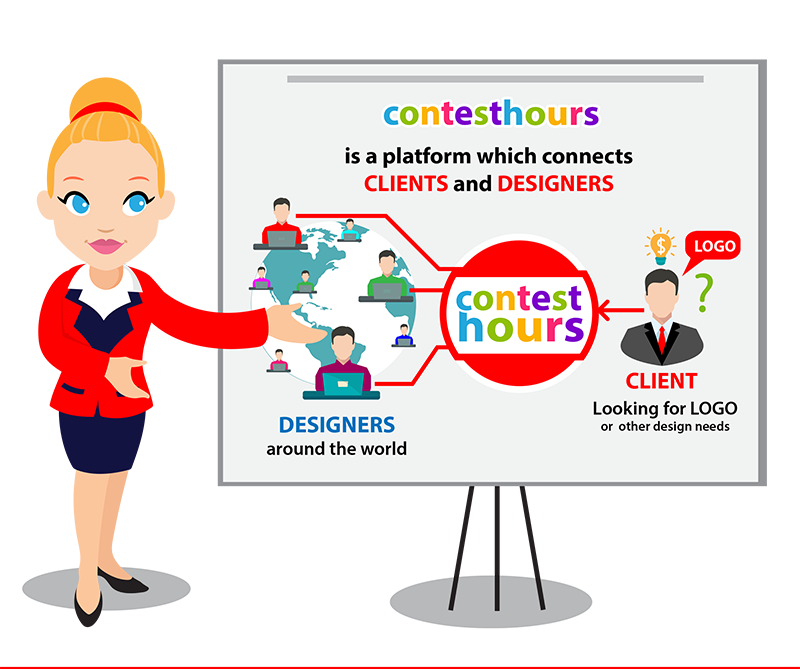 contesthours
is a platform which connects
CLIENTS and DESIGNERS
$
LOGO
?
contest
hours
CLIENT
Looking for LOGO
or other design needs
DESIGNERS
around the world